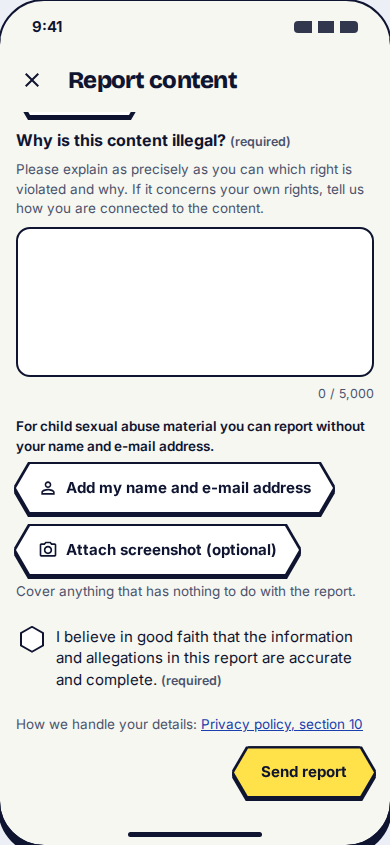 9:41
Report content
Why is this content illegal? (required)
Please explain as precisely as you can which right is
violated and why. If it concerns your own rights, tell us
how you are connected to the content.
0 / 5,000
For child sexual abuse material you can report without
your name and e-mail address.
Add my name and e-mail address
Attach screenshot (optional)
Cover anything that has nothing to do with the report.
I believe in good faith that the information
and allegations in this report are accurate
and complete. (required)
How we handle your details: Privacy policy, section 10
Send report